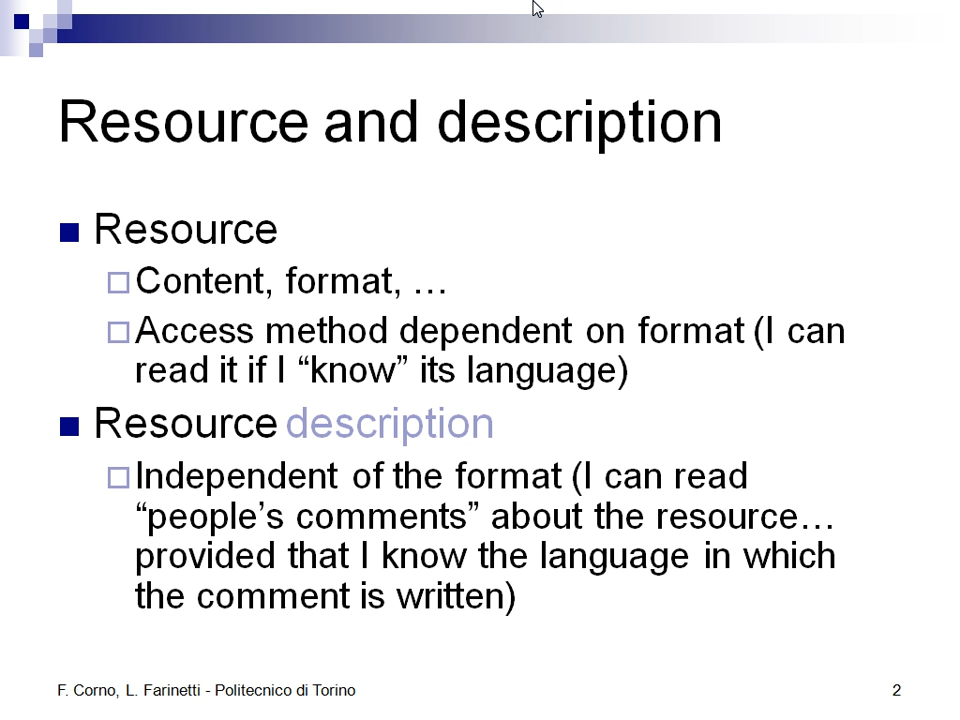 Resource and description
Resource
Content, format, …
Access method dependent on format (I can
read it if I “know” its language)
Resource description
Independent of the format (I can read
“people’s comments” about the resource…
provided that I know the language in which
the comment is written)
F. Corno, L. Farinetti - Politecnico di Torino
2